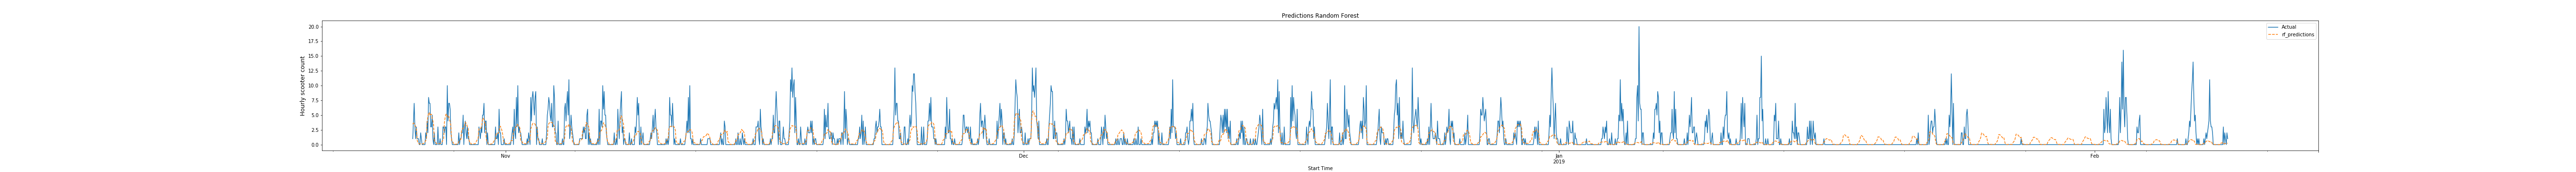 Predictions Random Forest
Hourly scooter count
20.0
17.5
15.0
12.5
10.0
7.5
5.0
2.5
0.0
Actual
rf_predictions
Nov
Dec
Jan
2019
Feb
Start Time